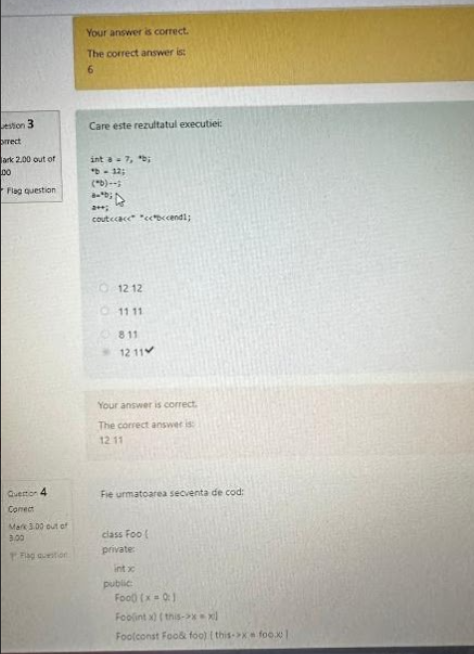 Your answer is correct.
The correct answer is:
6
uestion 3
orrect
lark 2.00 out of
.00
Flag question
Care este rezultatul executiei:
int a = 7, *b;
*b = 12;
(*b)--;
a=*b;
a++;
cout<<a<<" "<<*b<<endl;
12 12
11 11
8 11
12 11
Your answer is correct.
The correct answer is:
12 11
Question 4
Correct
Mark 3.00 out of
3.00
Flag question
Fie urmatoarea secventa de cod:
class Foo {
private:
int x;
public:
Foo() { x = 0; }
Foo(int x) { this->x = x;}
Foo(const Foo& foo) { this->x = foo.x; }